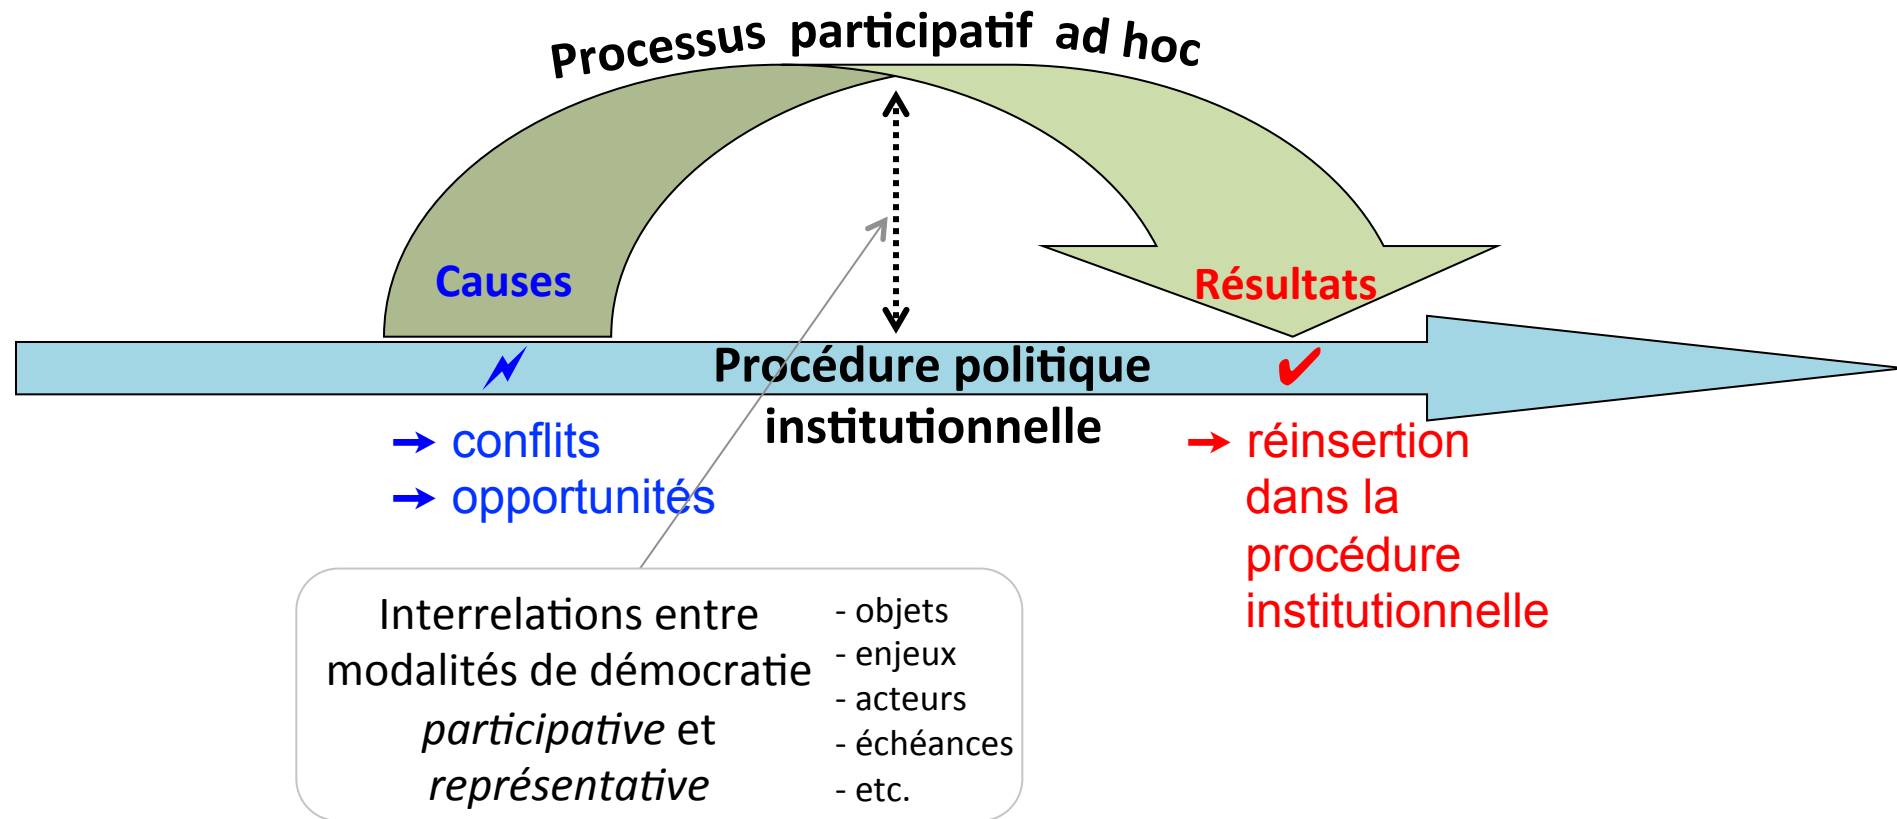 Processus participatif ad hoc
Causes
Résultats
Procédure politique
institutionnelle
→ conflits
→ opportunités
→ réinsertion
dans la
procédure
institutionnelle
Interrelations entre
modalités de démocratie
participative et
représentative
- objets
- enjeux
- acteurs
- échéances
- etc.